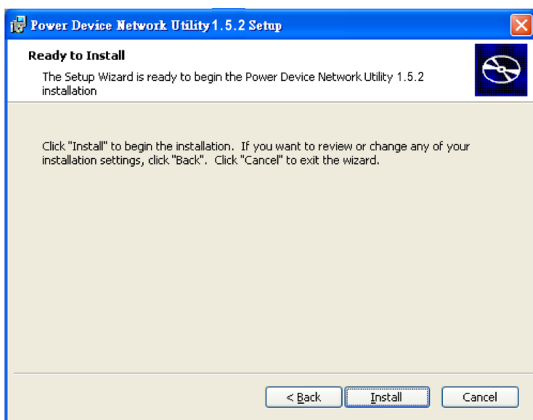 Power Device Network Utility 1.5.2 Setup
Ready to Install
The Setup Wizard is ready to begin the Power Device Network Utility 1.5.2
installation
Click "Install" to begin the installation. If you want to review or change any of your
installation settings, click "Back". Click "Cancel" to exit the wizard.
< Back Install Cancel